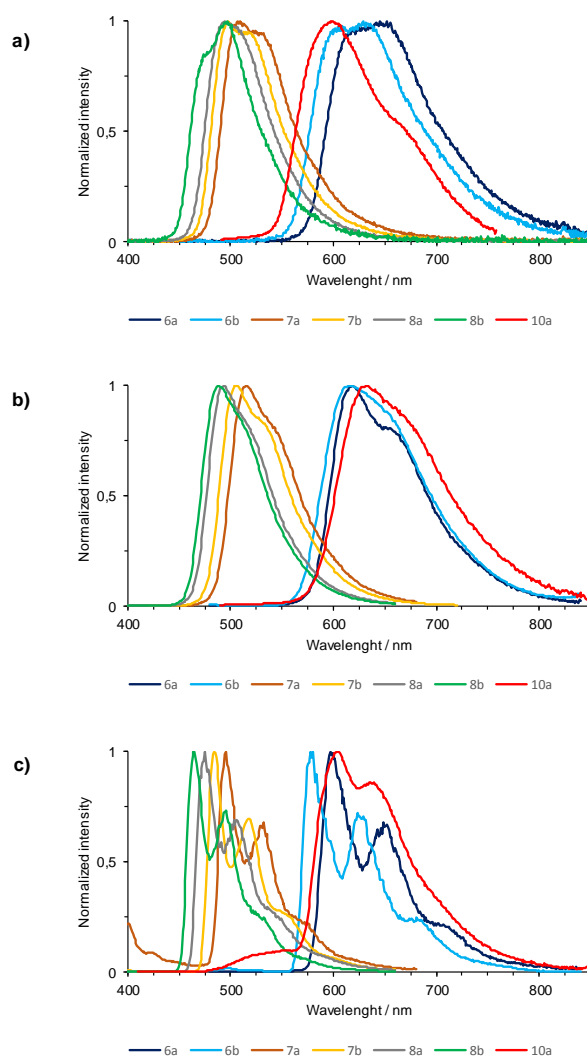 a)
Normalized intensity
1
0.5
0
400 500 600 700 800
Wavelenght / nm
6a 6b 7a 7b 8a 8b 10a
b)
Normalized intensity
1
0.5
0
400 500 600 700 800
Wavelenght / nm
6a 6b 7a 7b 8a 8b 10a
c)
Normalized intensity
1
0,5
0
400 500 600 700 800
Wavelenght / nm
6a 6b 7a 7b 8a 8b 10a